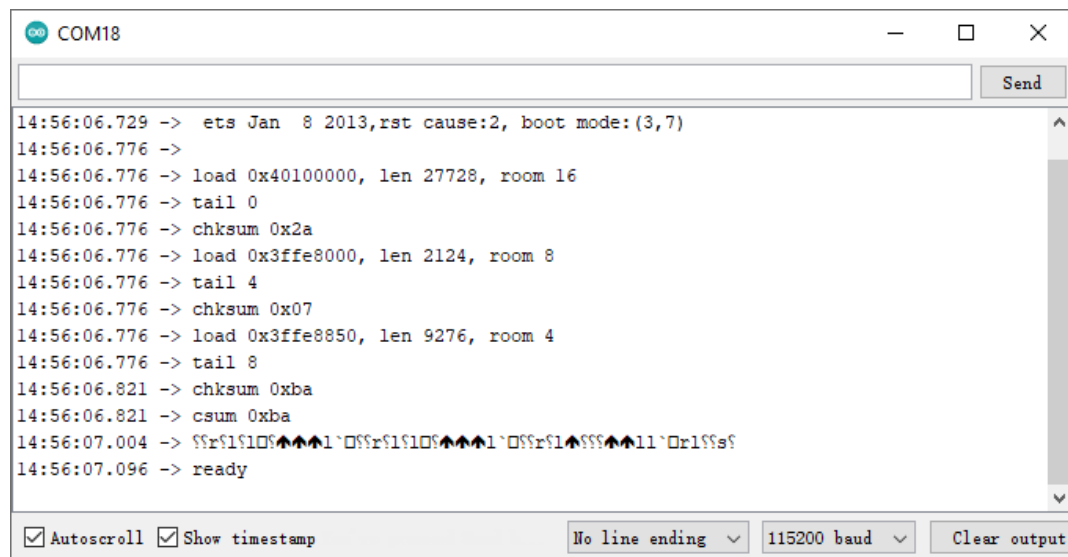 COM18
Send
14:56:06.729 -> ets Jan 8 2013,rst cause:2, boot mode:(3,7)
14:56:06.776 ->
14:56:06.776 -> load 0x40100000, len 27728, room 16
14:56:06.776 -> tail 0
14:56:06.776 -> chksum 0x2a
14:56:06.776 -> load 0x3ffe8000, len 2124, room 8
14:56:06.776 -> tail 4
14:56:06.776 -> chksum 0x07
14:56:06.776 -> load 0x3ffe8850, len 9276, room 4
14:56:06.776 -> tail 8
14:56:06.821 -> chksum 0xba
14:56:06.821 -> csum 0xba
14:56:07.004 ->
14:56:07.096 -> ready
Autoscroll Show timestamp No line ending 115200 baud Clear output